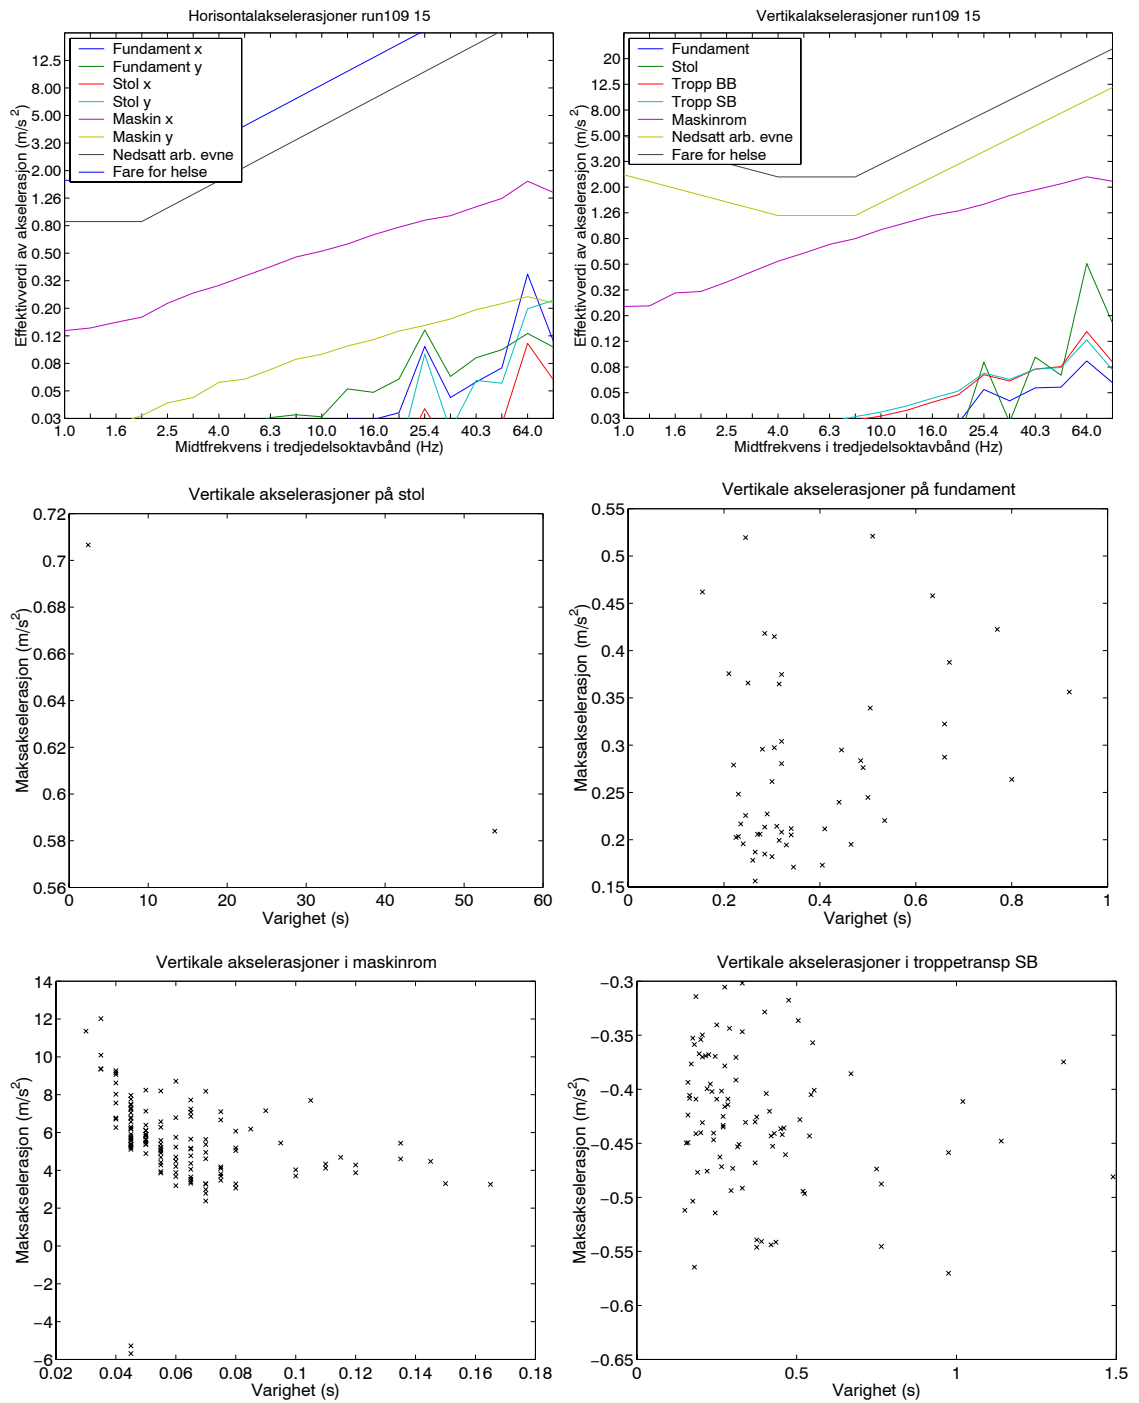 Horisontalakselerasjoner run109 15
Effektivverdi av akselerasjon (m/s²)
12.5
8.00
5.00
3.20
2.00
1.26
0.80
0.50
0.32
0.20
0.12
0.08
0.05
0.03
Fundament x
Fundament y
Stol x
Stol y
Maskin x
Maskin y
Nedsatt arb. evne
Fare for helse
1.0 1.6 2.5 4.0 6.3 10.0 16.0 25.4 40.3 64.0
Midtfrekvens i tredjedelsoktavbånd (Hz)
Vertikalakselerasjoner run109 15
Effektivverdi av akselerasjon (m/s²)
20
12.5
8.00
5.00
3.20
2.00
1.26
0.80
0.50
0.32
0.20
0.12
0.08
0.05
0.03
Fundament
Stol
Tropp BB
Tropp SB
Maskinrom
Nedsatt arb. evne
Fare for helse
1.0 1.6 2.5 4.0 6.3 10.0 16.0 25.4 40.3 64.0
Midtfrekvens i tredjedelsoktavbånd (Hz)
Vertikale akselerasjoner på stol
Maksakselerasjon (m/s²)
0.72
0.7
0.68
0.66
0.64
0.62
0.6
0.58
0.56
0 10 20 30 40 50 60
Varighet (s)
Vertikale akselerasjoner på fundament
Maksakselerasjon (m/s²)
0.55
0.5
0.45
0.4
0.35
0.3
0.25
0.2
0.15
0 0.2 0.4 0.6 0.8 1
Varighet (s)
Vertikale akselerasjoner i maskinrom
Maksakselerasjon (m/s²)
14
12
10
8
6
4
2
0
−2
−4
−6
0.02 0.04 0.06 0.08 0.1 0.12 0.14 0.16 0.18
Varighet (s)
Vertikale akselerasjoner i troppetransp SB
Maksakselerasjon (m/s²)
−0.3
−0.35
−0.4
−0.45
−0.5
−0.55
−0.6
−0.65
0 0.5 1 1.5
Varighet (s)